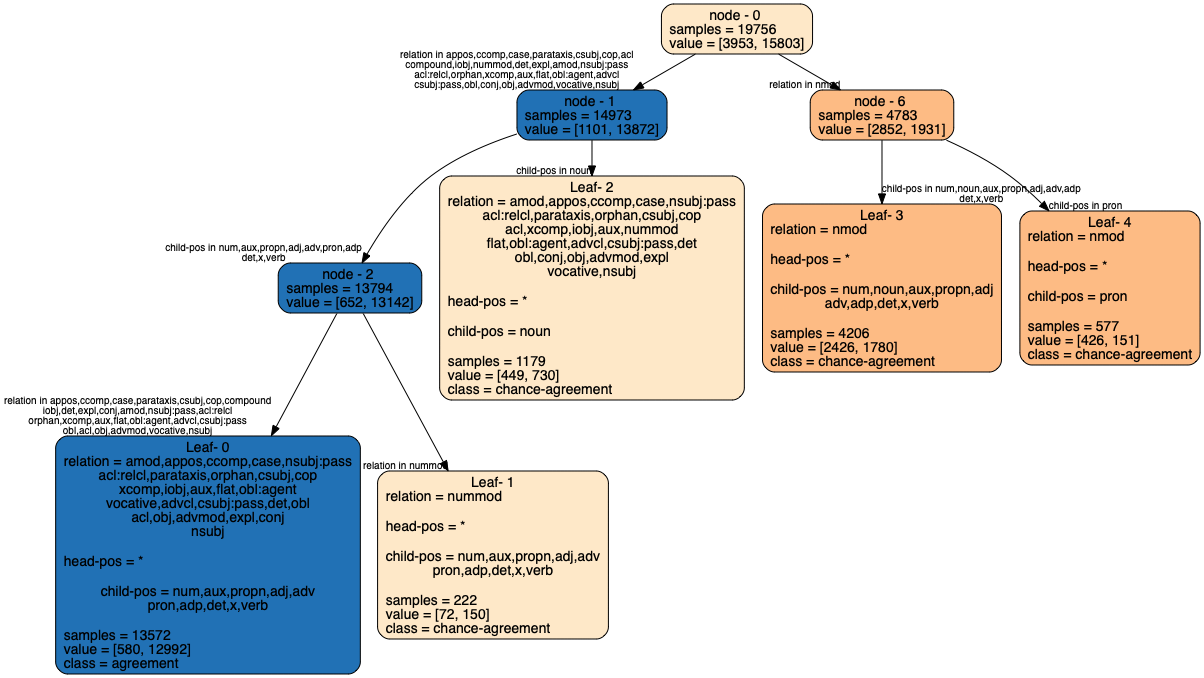 node - 0
samples = 19756
value = [3953, 15803]
relation in appos,ccomp,case,parataxis,csubj,cop,acl
compound,iobj,nummod,det,expl,amod,nsubj:pass
acl:relcl,orphan,xcomp,aux,flat,obl:agent,advcl
csubj:pass,obl,conj,obj,advmod,vocative,nsubj
relation in nmod
node - 1
samples = 14973
value = [1101, 13872]
node - 6
samples = 4783
value = [2852, 1931]
child-pos in num,aux,propn,adj,adv,pron,adp
det,x,verb
child-pos in noun
child-pos in num,noun,aux,propn,adj,adv,adp
det,x,verb
child-pos in pron
node - 2
samples = 13794
value = [652, 13142]
Leaf- 2
relation = amod,appos,ccomp,case,nsubj:pass
acl:relcl,parataxis,orphan,csubj,cop
acl,xcomp,iobj,aux,nummod
flat,obl:agent,advcl,csubj:pass,det
obl,conj,obj,advmod,expl
vocative,nsubj
head-pos = *
child-pos = noun
samples = 1179
value = [449, 730]
class = chance-agreement
Leaf- 3
relation = nmod
head-pos = *
child-pos = num,noun,aux,propn,adj
adv,adp,det,x,verb
samples = 4206
value = [2426, 1780]
class = chance-agreement
Leaf- 4
relation = nmod
head-pos = *
child-pos = pron
samples = 577
value = [426, 151]
class = chance-agreement
relation in appos,ccomp,case,parataxis,csubj,cop,compound
iobj,det,expl,conj,amod,nsubj:pass,acl:relcl
orphan,xcomp,aux,flat,obl:agent,advcl,csubj:pass
obl,acl,obj,advmod,vocative,nsubj
relation in nummod
Leaf- 0
relation = amod,appos,ccomp,case,nsubj:pass
acl:relcl,parataxis,orphan,csubj,cop
xcomp,iobj,aux,flat,obl:agent
vocative,advcl,csubj:pass,det,obl
acl,obj,advmod,expl,conj
nsubj
head-pos = *
child-pos = num,aux,propn,adj,adv
pron,adp,det,x,verb
samples = 13572
value = [580, 12992]
class = agreement
Leaf- 1
relation = nummod
head-pos = *
child-pos = num,aux,propn,adj,adv
pron,adp,det,x,verb
samples = 222
value = [72, 150]
class = chance-agreement